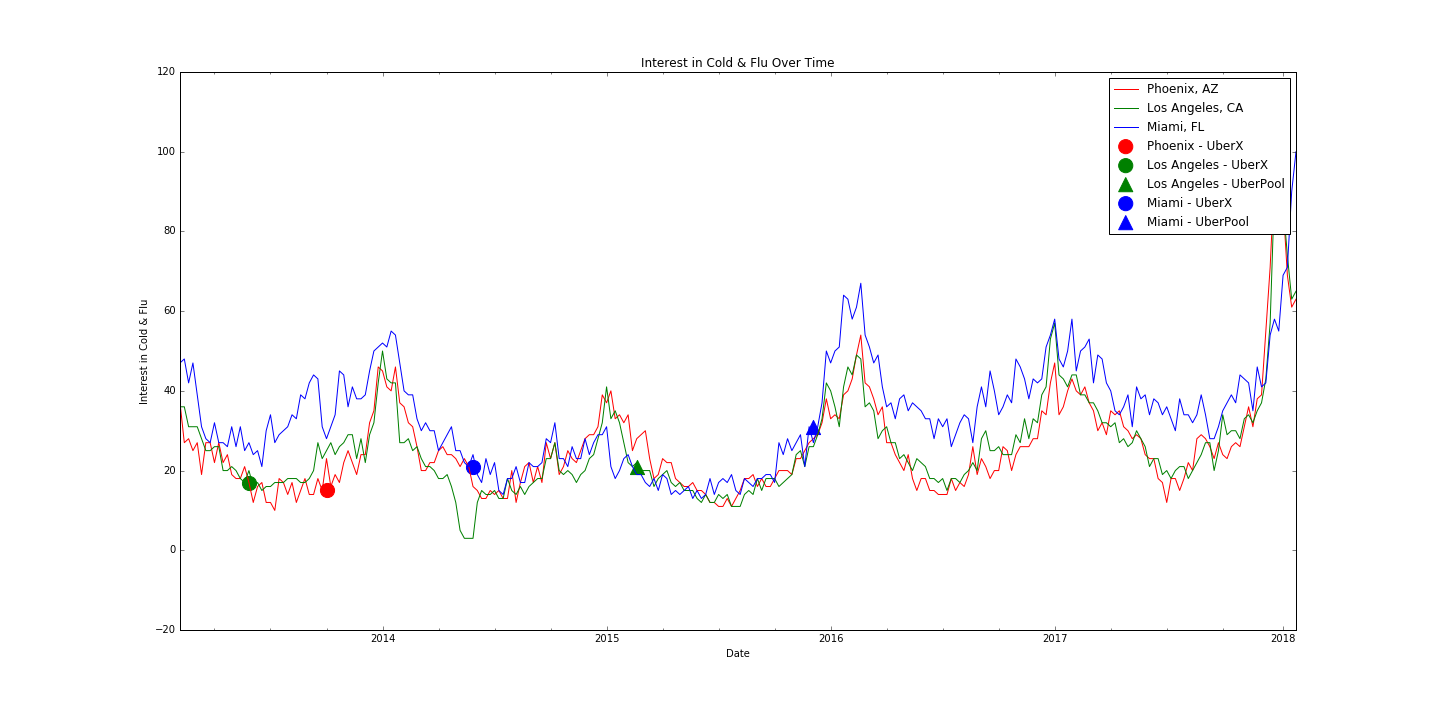 Interest in Cold & Flu Over Time
120
100
80
60
40
20
0
−20
Interest in Cold & Flu
2014
2015
2016
2017
2018
Date
Phoenix, AZ
Los Angeles, CA
Miami, FL
Phoenix - UberX
Los Angeles - UberX
Los Angeles - UberPool
Miami - UberX
Miami - UberPool